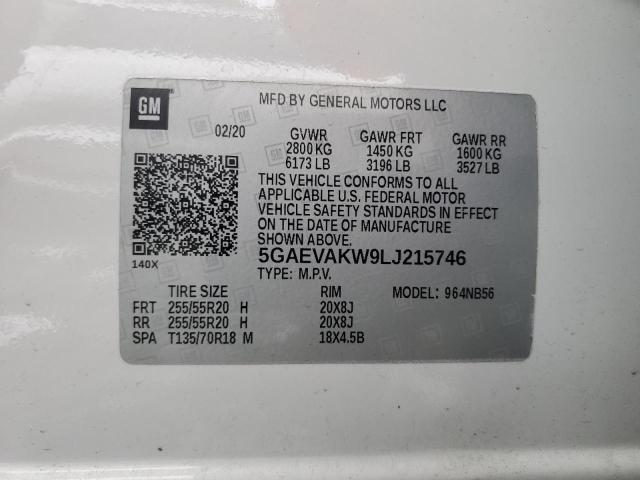 GM
MFD BY GENERAL MOTORS LLC
02/20 GVWR GAWR FRT GAWR RR
2800 KG 1450 KG 1600 KG
6173 LB 3196 LB 3527 LB
THIS VEHICLE CONFORMS TO ALL
APPLICABLE U.S. FEDERAL MOTOR
VEHICLE SAFETY STANDARDS IN EFFECT
ON THE DATE OF MANUFACTURE
SHOWN ABOVE.
140X 5GAEVAKW9LJ215746
TYPE: M.P.V.
TIRE SIZE RIM MODEL: 964NB56
FRT 255/55R20 H 20X8J
RR 255/55R20 H 20X8J
SPA T135/70R18 M 18X4.5B